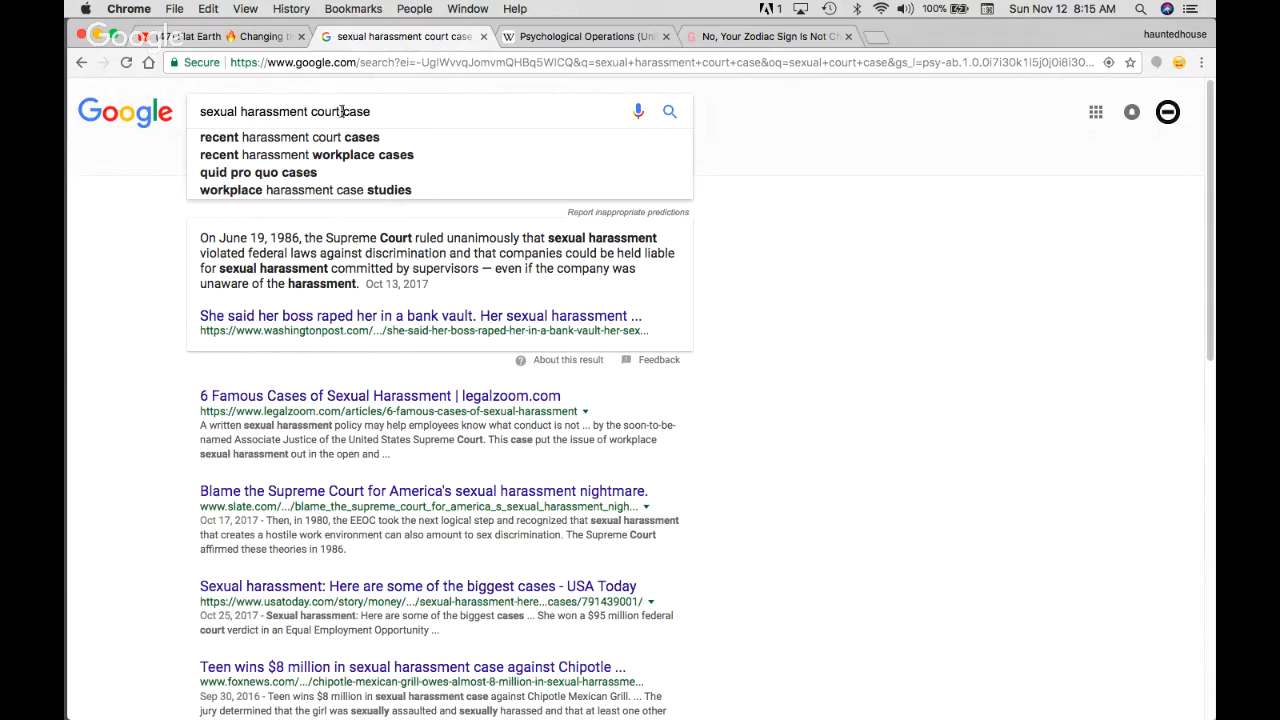 Chrome File Edit View History Bookmarks People Window Help 1 100% Sun Nov 12 8:15 AM
Google
(47) Flat Earth 🔥 Changing th × sexual harassment court case × Psychological Operations (Unit × No, Your Zodiac Sign Is Not Ch × hauntedhouse
Secure https://www.google.com/search?ei=-UgIWvvqJomvmQHBq5WICQ&q=sexual+harassment+court+case&oq=sexual+court+case&gs_l=psy-ab.1.0.0i7i30k1l5j0j0i8i30...
Google
sexual harassment court case
recent harassment court cases
recent harassment workplace cases
quid pro quo cases
workplace harassment case studies
Report inappropriate predictions
On June 19, 1986, the Supreme Court ruled unanimously that sexual harassment
violated federal laws against discrimination and that companies could be held liable
for sexual harassment committed by supervisors — even if the company was
unaware of the harassment. Oct 13, 2017
She said her boss raped her in a bank vault. Her sexual harassment ...
https://www.washingtonpost.com/.../she-said-her-boss-raped-her-in-a-bank-vault-her-sex...
About this result Feedback
6 Famous Cases of Sexual Harassment | legalzoom.com
https://www.legalzoom.com/articles/6-famous-cases-of-sexual-harassment
A written sexual harassment policy may help employees know what conduct is not ... by the soon-to-be-
named Associate Justice of the United States Supreme Court. This case put the issue of workplace
sexual harassment out in the open and ...
Blame the Supreme Court for America's sexual harassment nightmare.
www.slate.com/.../blame_the_supreme_court_for_america_s_sexual_harassment_nigh...
Oct 17, 2017 - Then, in 1980, the EEOC took the next logical step and recognized that sexual harassment
that creates a hostile work environment can also amount to sex discrimination. The Supreme Court
affirmed these theories in 1986.
Sexual harassment: Here are some of the biggest cases - USA Today
https://www.usatoday.com/story/money/.../sexual-harassment-here...cases/791439001/
Oct 25, 2017 - Sexual harassment: Here are some of the biggest cases ... She won a $95 million federal
court verdict in an Equal Employment Opportunity ...
Teen wins $8 million in sexual harassment case against Chipotle ...
www.foxnews.com/.../chipotle-mexican-grill-owes-almost-8-million-in-sexual-harrassme...
Sep 30, 2016 - Teen wins $8 million in sexual harassment case against Chipotle Mexican Grill. ... The
jury determined that the girl was sexually assaulted and sexually harassed and that at least one other